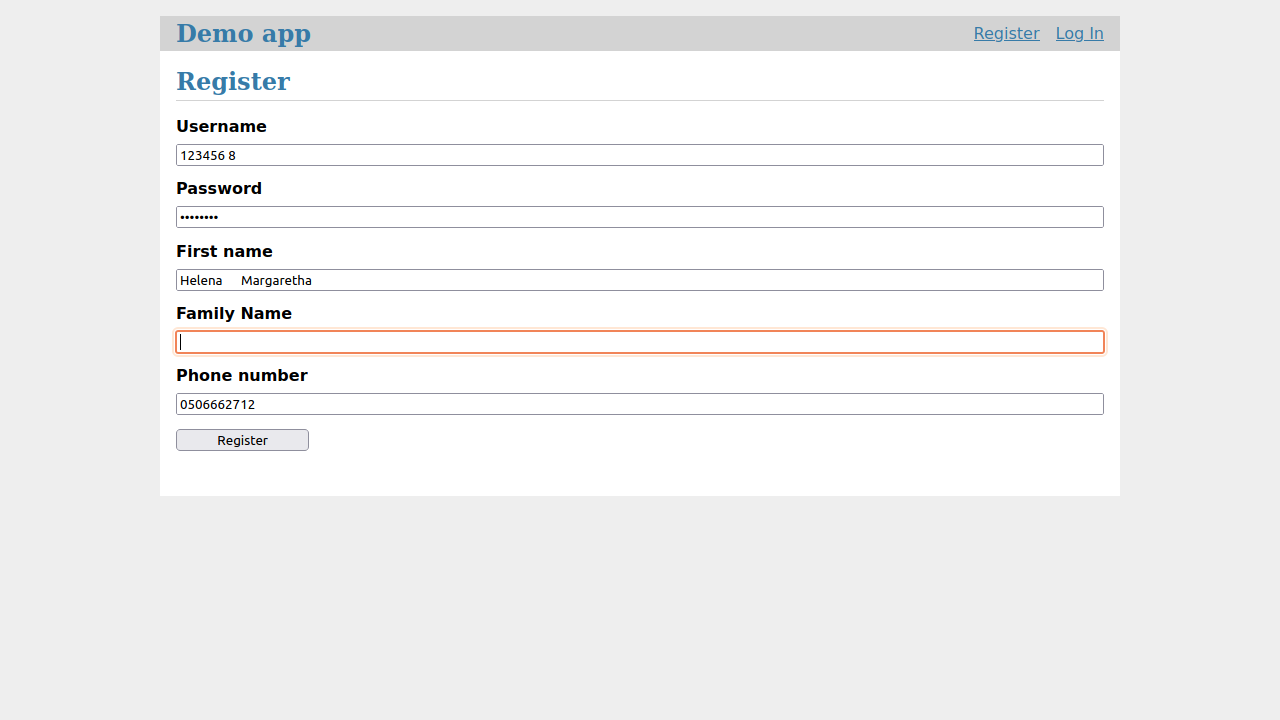 Demo app Register Log In
Register
Username
123456 8
Password
••••••••
First name
Helena     Margaretha
Family Name
Phone number
0506662712
Register